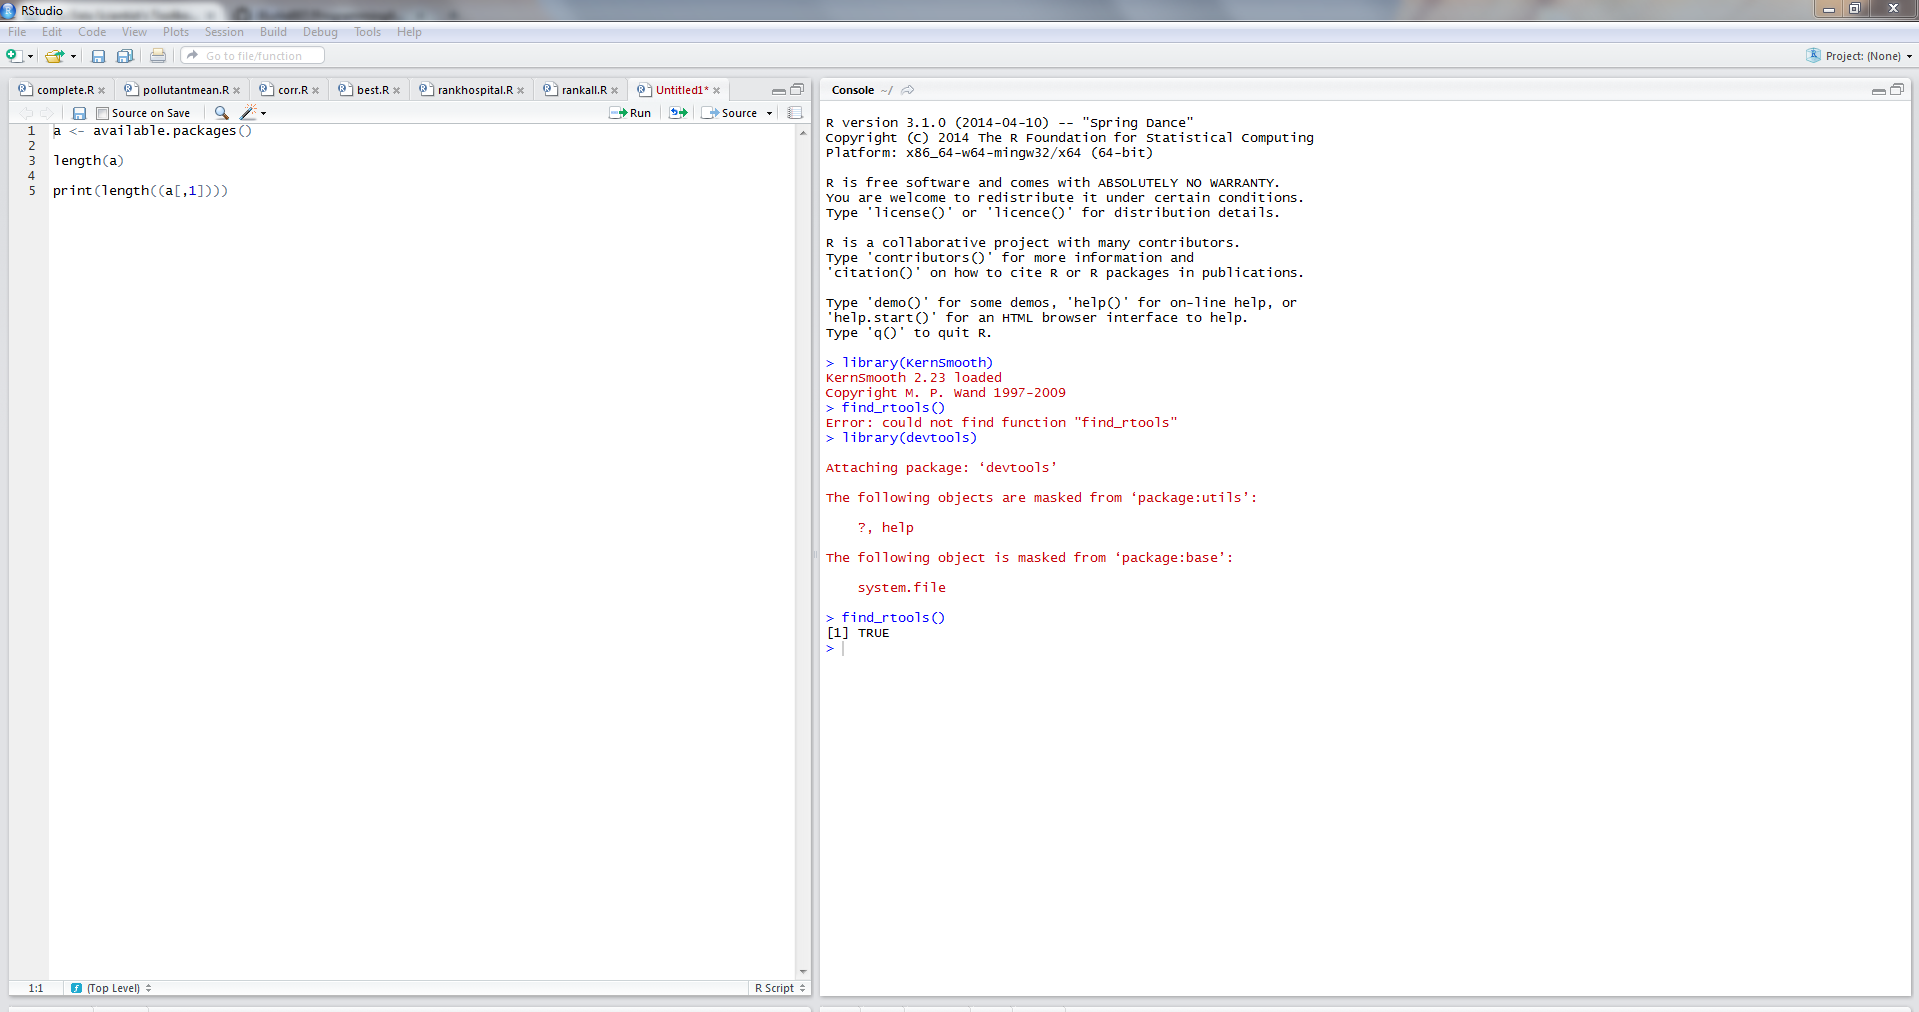 RStudio
File Edit Code View Plots Session Build Debug Tools Help
Go to file/function
Project: (None)
complete.R pollutantmean.R corr.R best.R rankhospital.R rankall.R Untitled1*
Source on Save Run Source
1 a <- available.packages()
2
3 length(a)
4
5 print(length((a[,1])))
1:1 (Top Level) R Script
Console ~/
R version 3.1.0 (2014-04-10) -- "Spring Dance"
Copyright (C) 2014 The R Foundation for Statistical Computing
Platform: x86_64-w64-mingw32/x64 (64-bit)
R is free software and comes with ABSOLUTELY NO WARRANTY.
You are welcome to redistribute it under certain conditions.
Type 'license()' or 'licence()' for distribution details.
R is a collaborative project with many contributors.
Type 'contributors()' for more information and
'citation()' on how to cite R or R packages in publications.
Type 'demo()' for some demos, 'help()' for on-line help, or
'help.start()' for an HTML browser interface to help.
Type 'q()' to quit R.
> library(KernSmooth)
KernSmooth 2.23 loaded
Copyright M. P. Wand 1997-2009
> find_rtools()
Error: could not find function "find_rtools"
> library(devtools)
Attaching package: ‘devtools’
The following objects are masked from ‘package:utils’:
?, help
The following object is masked from ‘package:base’:
system.file
> find_rtools()
[1] TRUE
>